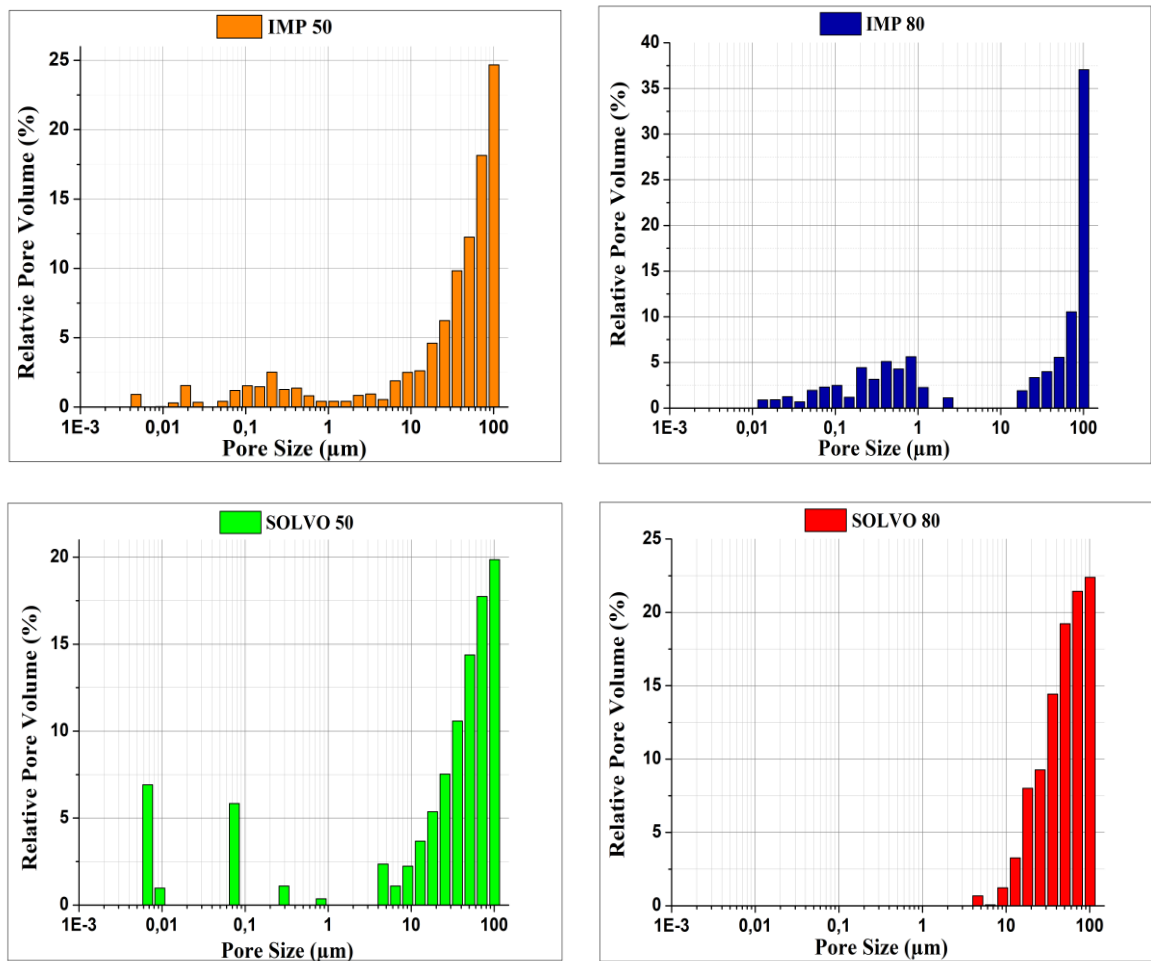 IMP 50
25
20
15
10
5
0
1E-3 0,01 0,1 1 10 100
Relatvie Pore Volume (%)
Pore Size (µm)
IMP 80
40
35
30
25
20
15
10
5
0
1E-3 0,01 0,1 1 10 100
Relative Pore Volume (%)
Pore Size (µm)
SOLVO 50
20
15
10
5
0
1E-3 0,01 0,1 1 10 100
Relative Pore Volume (%)
Pore Size (µm)
SOLVO 80
25
20
15
10
5
0
1E-3 0,01 0,1 1 10 100
Relative Pore Volume (%)
Pore Size (µm)